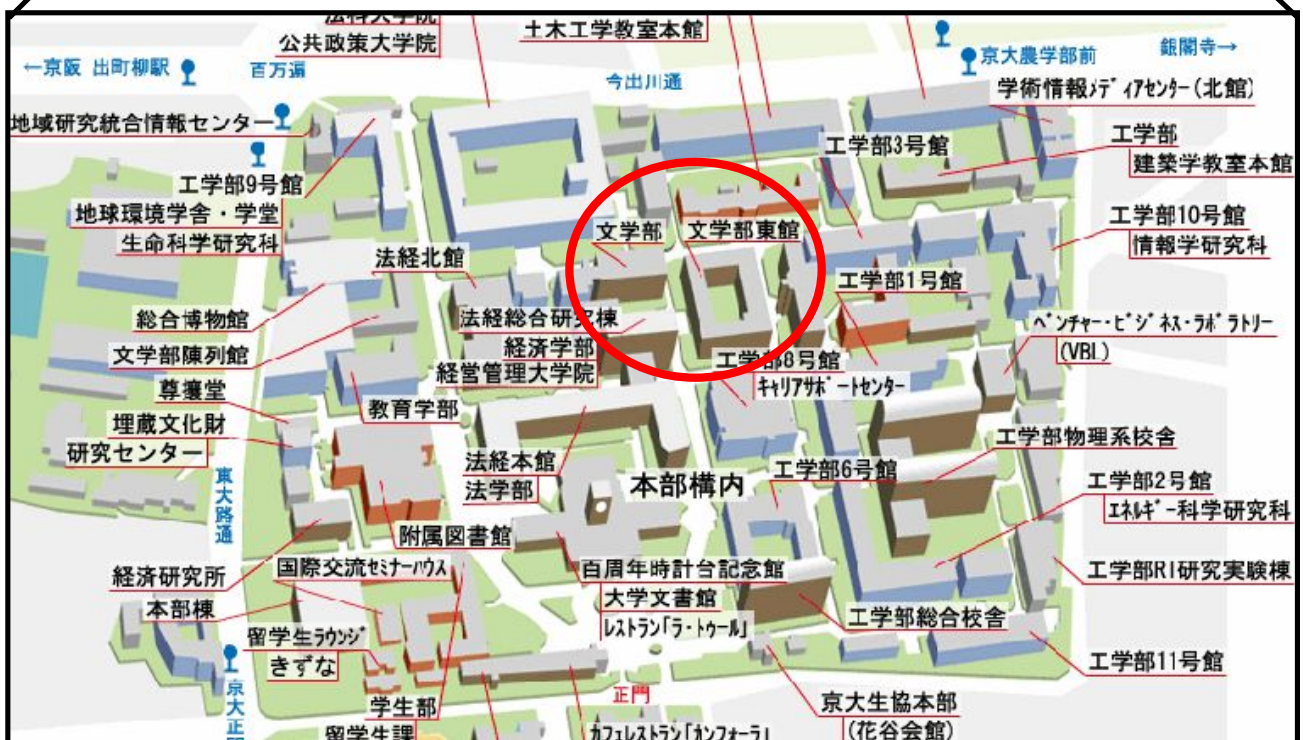 法科大学院
公共政策大学院
土木工学教室本館
←京阪 出町柳駅
百万遍
今出川通
京大農学部前
銀閣寺→
学術情報ﾒﾃﾞｨｱｾﾝﾀｰ(北館)
地域研究統合情報センター
工学部3号館
工学部
建築学教室本館
工学部9号館
地球環境学舎・学堂
生命科学研究科
文学部
文学部東館
工学部10号館
情報学研究科
法経北館
工学部1号館
総合博物館
法経総合研究棟
経済学部
経営管理大学院
ﾍﾞﾝﾁｬｰ・ﾋﾞｼﾞﾈｽ・ﾗﾎﾞﾗﾄﾘｰ
(VBL)
文学部陳列館
工学部8号館
ｷｬﾘｱｻﾎﾟｰﾄｾﾝﾀｰ
尊攘堂
教育学部
埋蔵文化財
研究センター
工学部物理系校舎
法経本館
法学部
本部構内
工学部6号館
工学部2号館
ｴﾈﾙｷﾞｰ科学研究科
東大路通
附属図書館
経済研究所
国際交流ｾﾐﾅｰﾊｳｽ
百周年時計台記念館
大学文書館
ﾚｽﾄﾗﾝ｢ﾗ・ﾄｩｰﾙ｣
工学部RI研究実験棟
本部棟
工学部総合校舎
留学生ﾗｳﾝｼﾞ
きずな
工学部11号館
京大正門
正門
学生部
留学生課
京大生協本部
(花谷会館)
ｶﾌｪﾚｽﾄﾗﾝ｢ｶﾝﾌｫｰﾗ｣